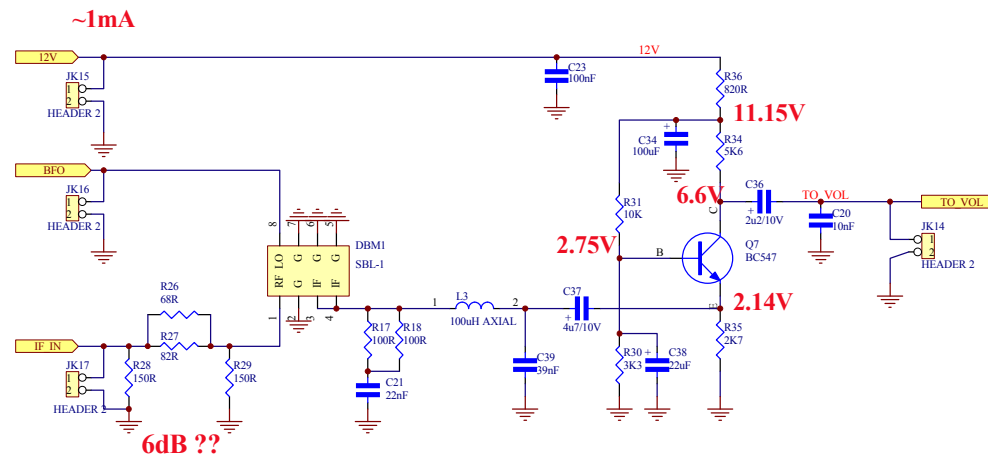 ~1mA
12V
JK15
1
2
HEADER 2
C23
100nF
12V
R36
820R
11.15V
C34
100uF
R34
5K6
BFO
JK16
1
2
HEADER 2
R31
10K
6.6V
C
C36
2u2/10V
TO_VOL
TO_VOL
C20
10nF
JK14
1
2
HEADER 2
8
7
6
5
LO
G
IF
G
RF
G
IF
G
1
2
3
4
DBM1
SBL-1
2.75V
B
Q7
BC547
E
2.14V
R26
68R
R27
82R
IF_IN
JK17
1
2
HEADER 2
R28
150R
R29
150R
6dB ??
R17
100R
R18
100R
C21
22nF
1
L3
2
100uH AXIAL
C37
4u7/10V
C39
39nF
R30
3K3
C38
22uF
R35
2K7
+
+
+
+